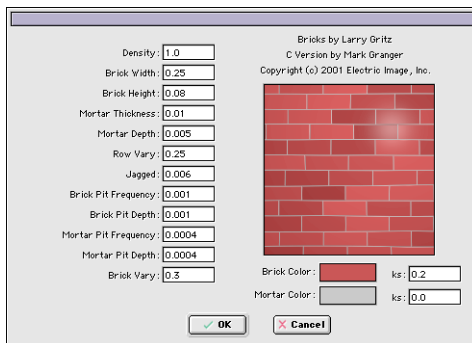 Bricks by Larry Gritz
C Version by Mark Granger
Copyright (c) 2001 Electric Image, Inc.
Density: 1.0
Brick Width: 0.25
Brick Height: 0.08
Mortar Thickness: 0.01
Mortar Depth: 0.005
Row Vary: 0.25
Jagged: 0.006
Brick Pit Frequency: 0.001
Brick Pit Depth: 0.001
Mortar Pit Frequency: 0.0004
Mortar Pit Depth: 0.0004
Brick Vary: 0.3
Brick Color: ks: 0.2
Mortar Color: ks: 0.0
OK Cancel